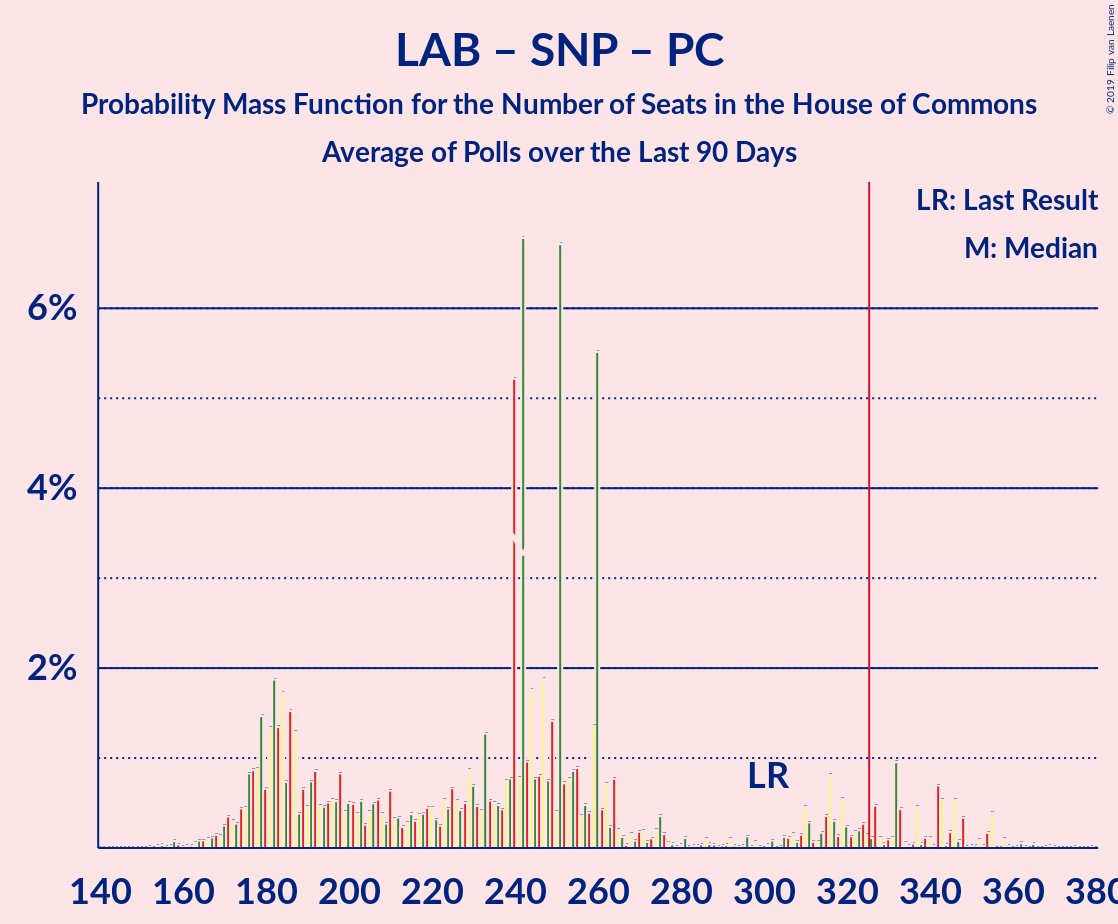 LAB – SNP – PC
Probability Mass Function for the Number of Seats in the House of Commons
Average of Polls over the Last 90 Days
© 2019 Filip van Laenen
LR: Last Result
M: Median
6%
4%
2%
LR
140 160 180 200 220 240 260 280 300 320 340 360 380